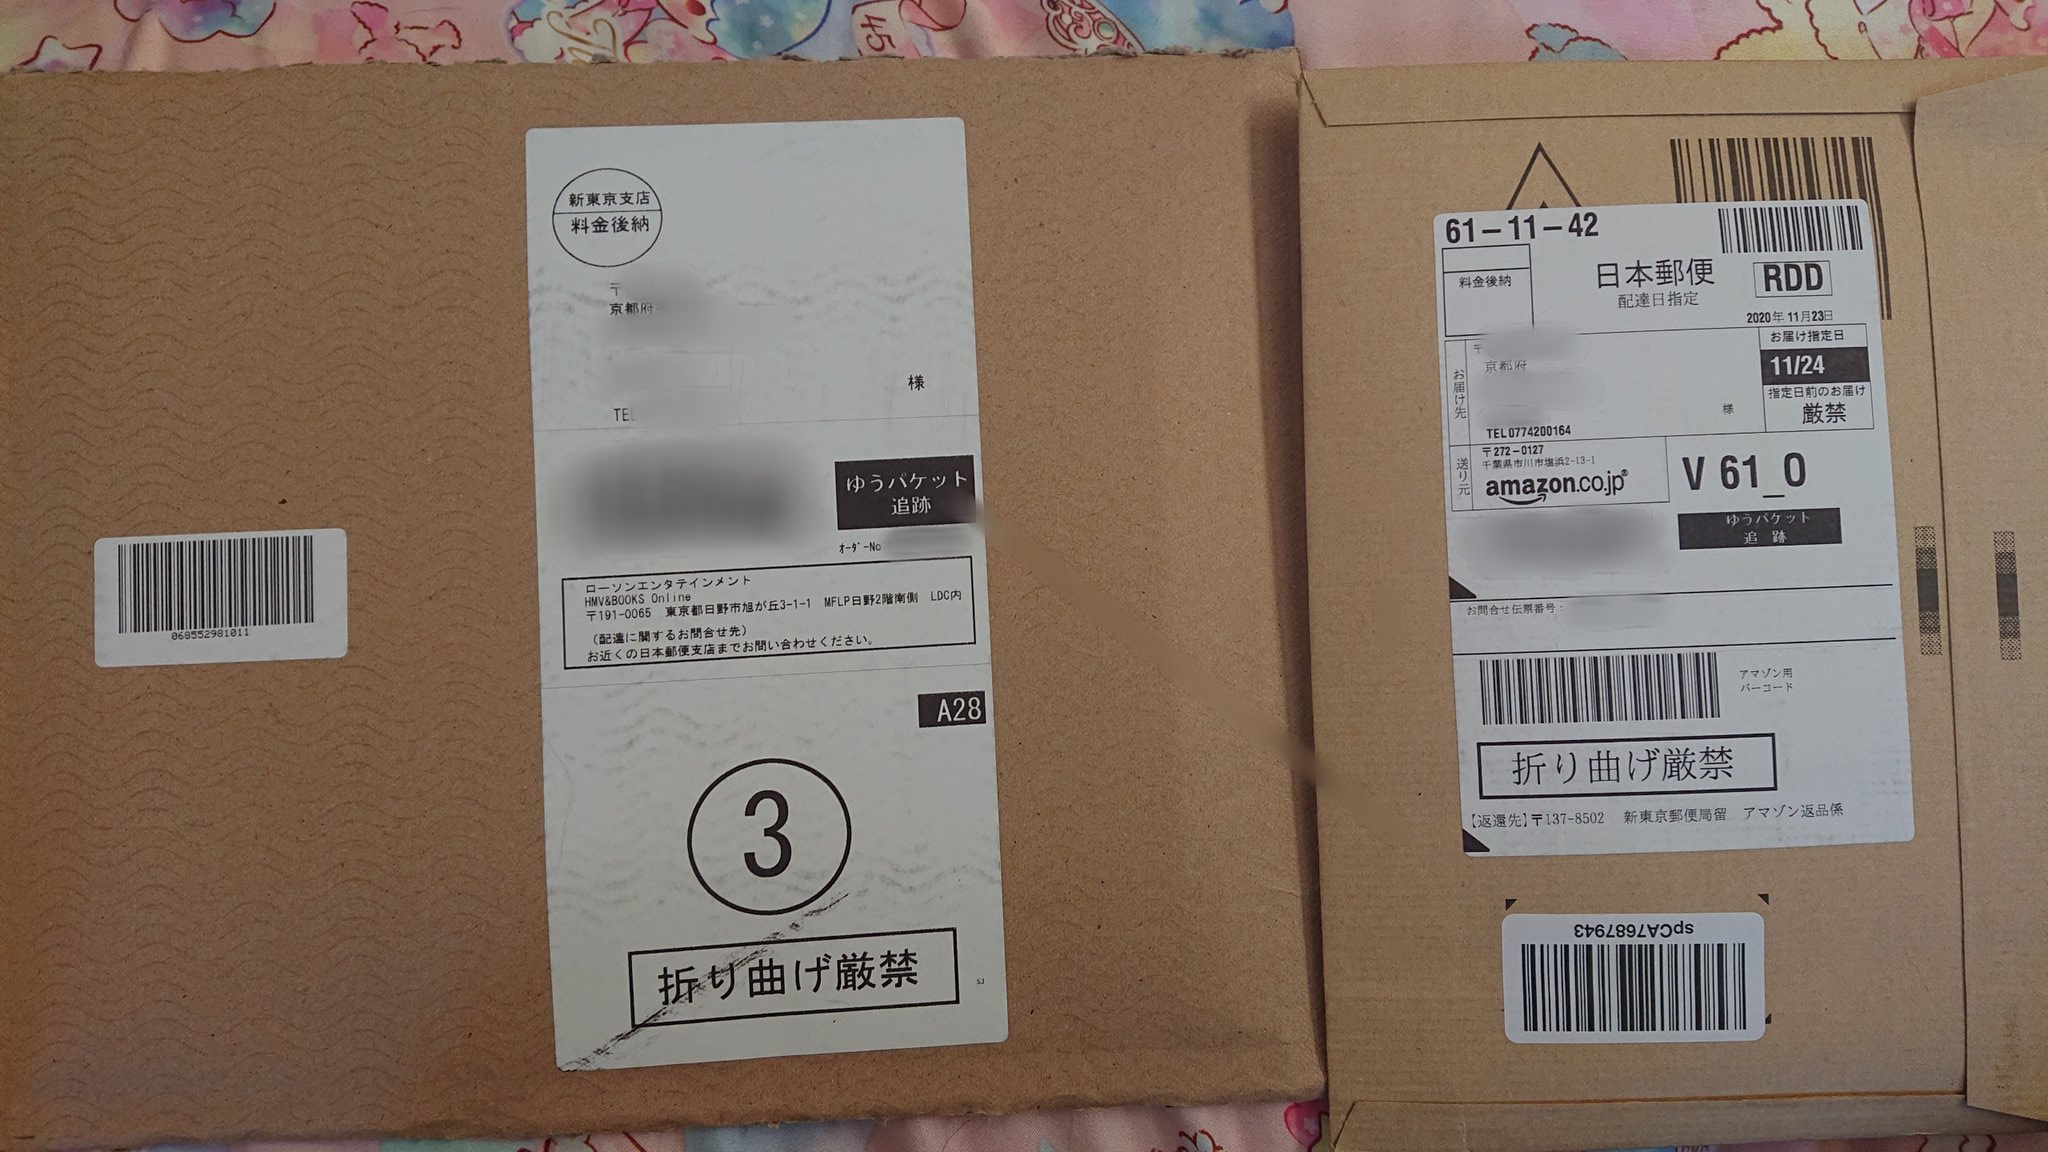 新東京支店
料金後納
〒
京都府
様
TEL
ゆうパケット
追跡
オーダーNo
ローソンエンタテインメント
HMV&BOOKS Online
〒191-0065 東京都日野市旭が丘3-1-1 MFLP日野2階南側 LDC内
(配達に関するお問合せ先)
お近くの日本郵便支店までお問い合わせください。
A28
3
折り曲げ厳禁
SJ
068552981011
61-11-42
料金後納
日本郵便
配達日指定
RDD
2020年11月23日
お届け指定日
11/24
指定日前のお届け
厳禁
お届け先
〒
京都府
様
TEL0774200164
送り元
〒272-0127
千葉県市川市塩浜2-13-1
amazon.co.jp
V 61_0
ゆうパケット
追跡
お問合せ伝票番号:
アマゾン用
バーコード
折り曲げ厳禁
【返還先】〒137-8502 新東京郵便局留 アマゾン返品係
spCA7687943